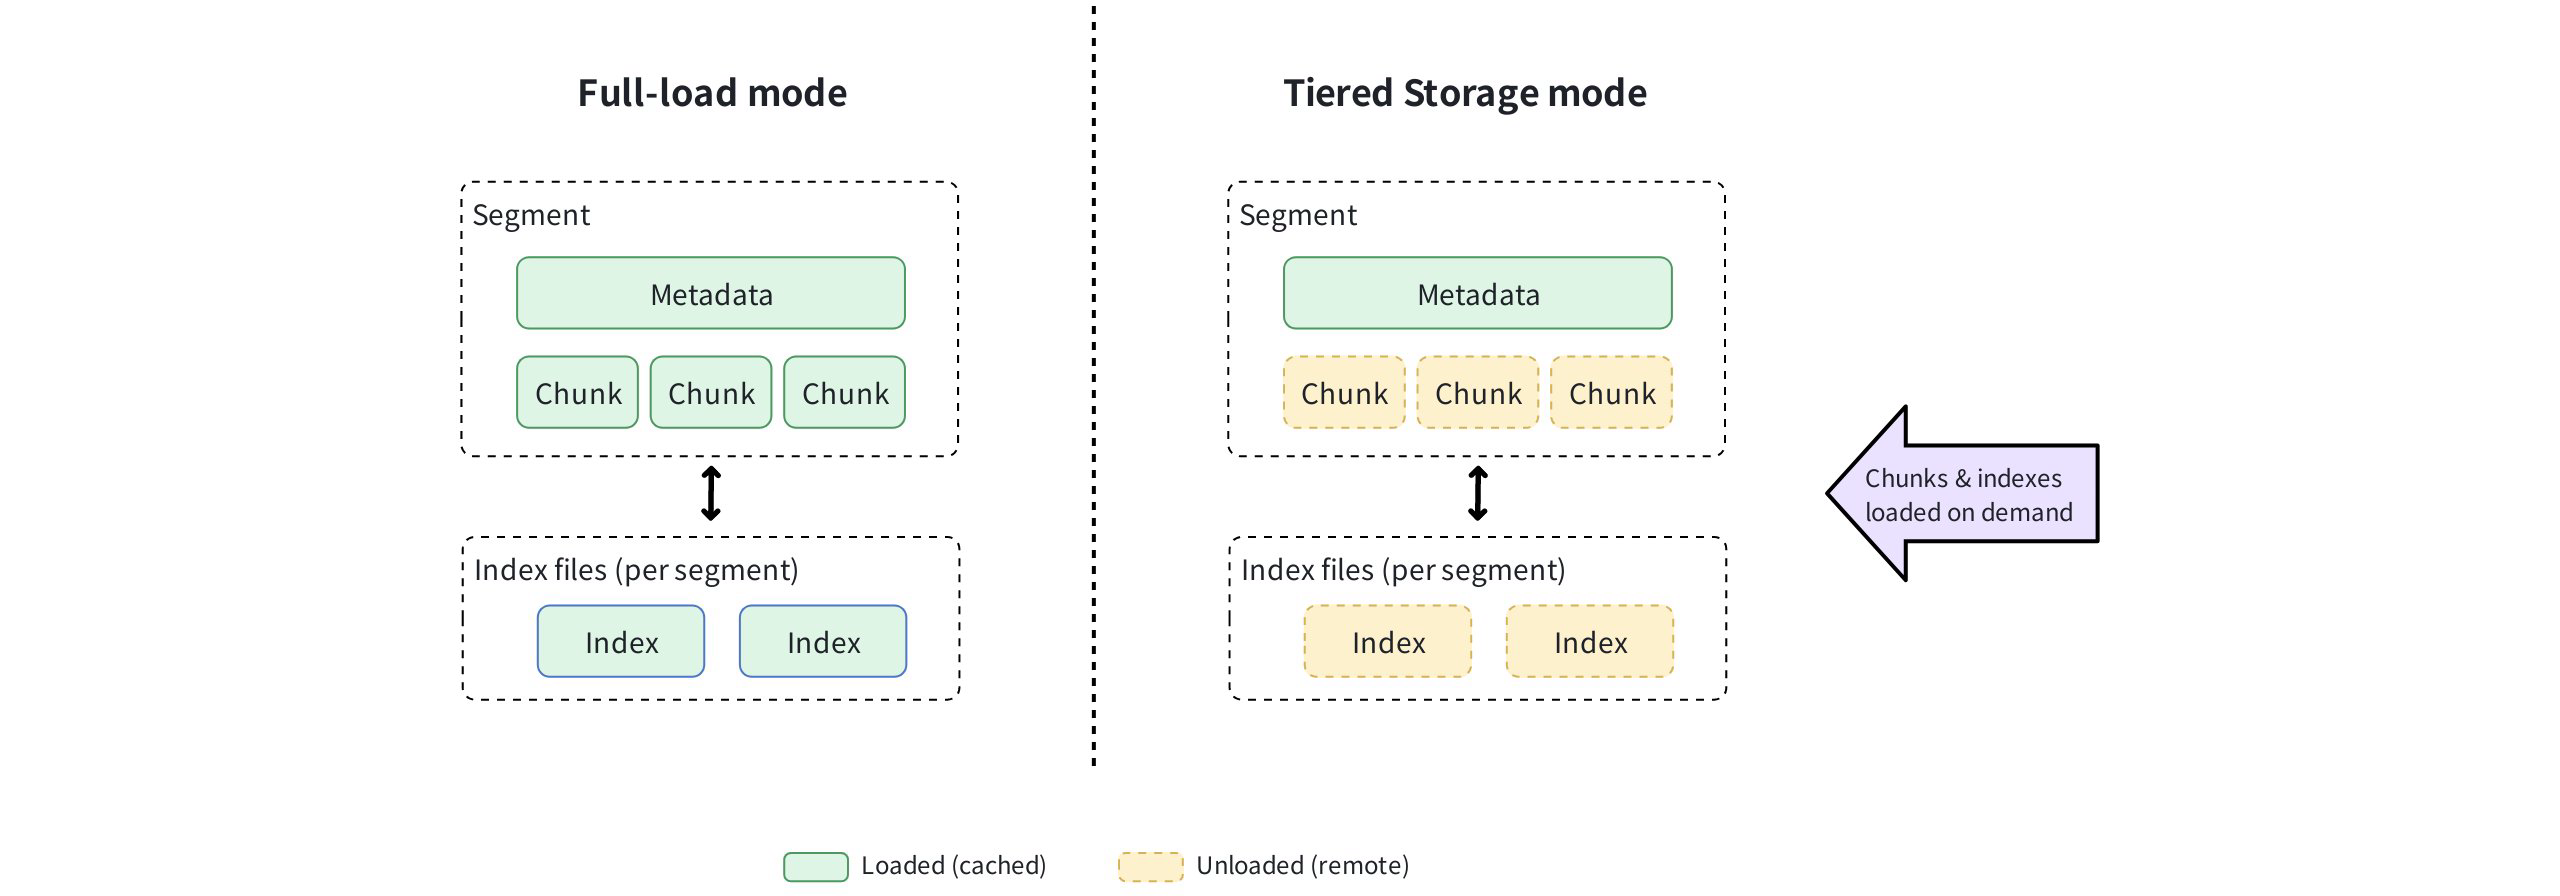 Full-load mode
Segment
Metadata
Chunk Chunk Chunk
Index files (per segment)
Index Index
Tiered Storage mode
Segment
Metadata
Chunk Chunk Chunk
Index files (per segment)
Index Index
Chunks & indexes
loaded on demand
Loaded (cached)
Unloaded (remote)